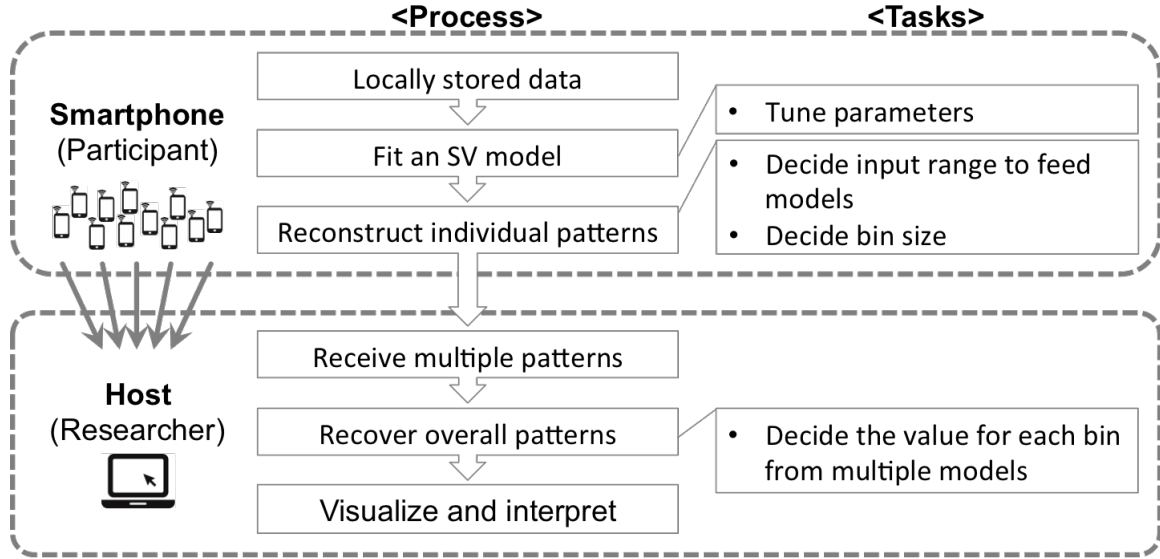 <Process>
<Tasks>
Smartphone
(Participant)
Locally stored data
Fit an SV model
Reconstruct individual patterns
• Tune parameters
• Decide input range to feed
models
• Decide bin size
Host
(Researcher)
Receive multiple patterns
Recover overall patterns
Visualize and interpret
• Decide the value for each bin
from multiple models